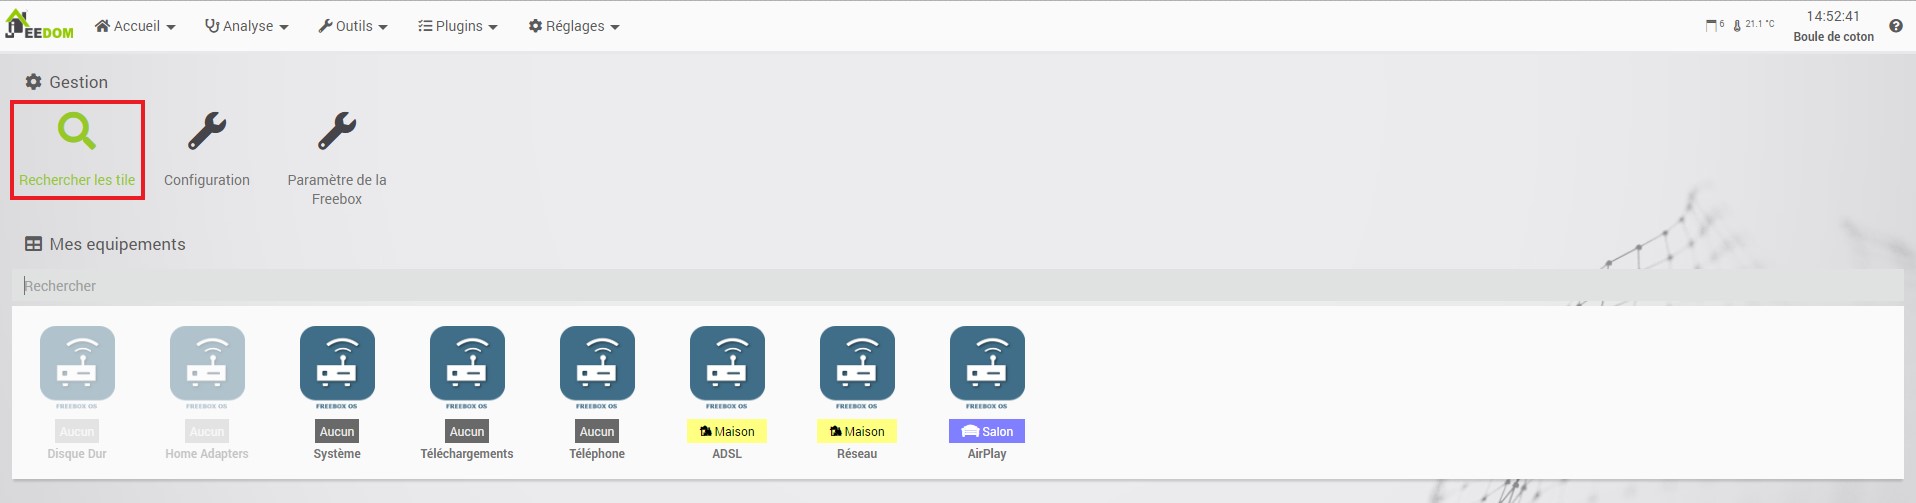 JEEDOM Accueil Analyse Outils Plugins Réglages 6 21.1 °C 14:52:41
Boule de coton
Gestion
Rechercher les tile Configuration Paramètre de la
Freebox
Mes equipements
Rechercher
FREEBOX OS FREEBOX OS FREEBOX OS FREEBOX OS FREEBOX OS FREEBOX OS FREEBOX OS FREEBOX OS
Aucun Aucun Aucun Aucun Aucun Maison Maison Salon
Disque Dur Home Adapters Système Téléchargements Téléphone ADSL Réseau AirPlay